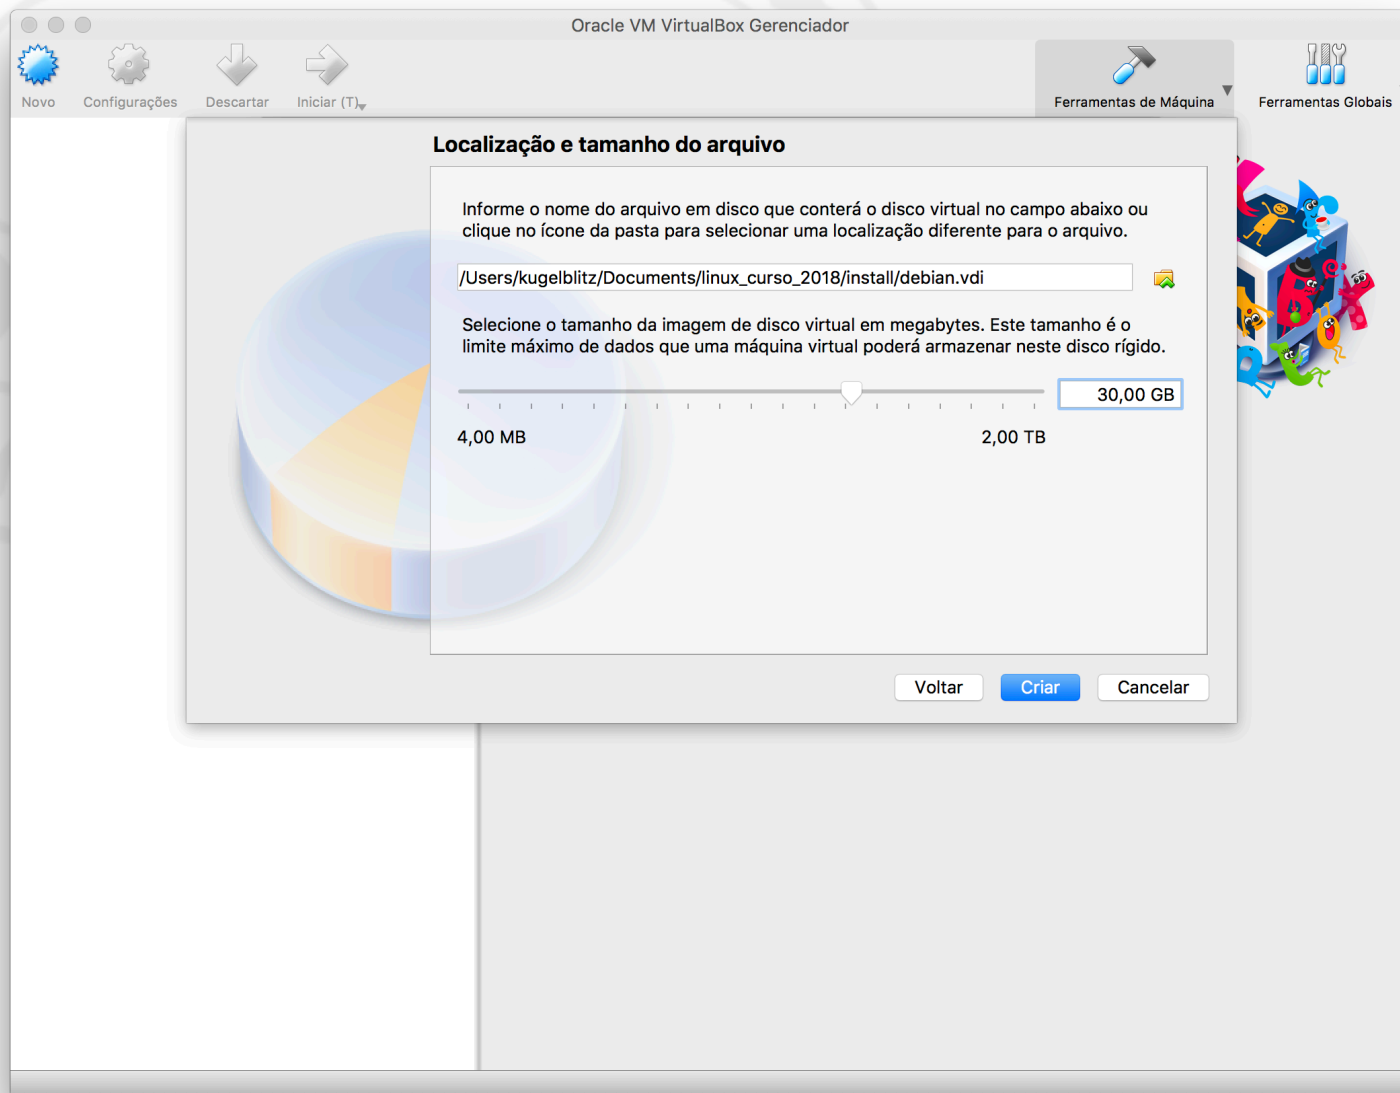 Oracle VM VirtualBox Gerenciador
Novo
Configurações
Descartar
Iniciar (T)
Ferramentas de Máquina
Ferramentas Globais
Localização e tamanho do arquivo
Informe o nome do arquivo em disco que conterá o disco virtual no campo abaixo ou
clique no ícone da pasta para selecionar uma localização diferente para o arquivo.
/Users/kugelblitz/Documents/linux_curso_2018/install/debian.vdi
Selecione o tamanho da imagem de disco virtual em megabytes. Este tamanho é o
limite máximo de dados que uma máquina virtual poderá armazenar neste disco rígido.
30,00 GB
4,00 MB
2,00 TB
Voltar
Criar
Cancelar